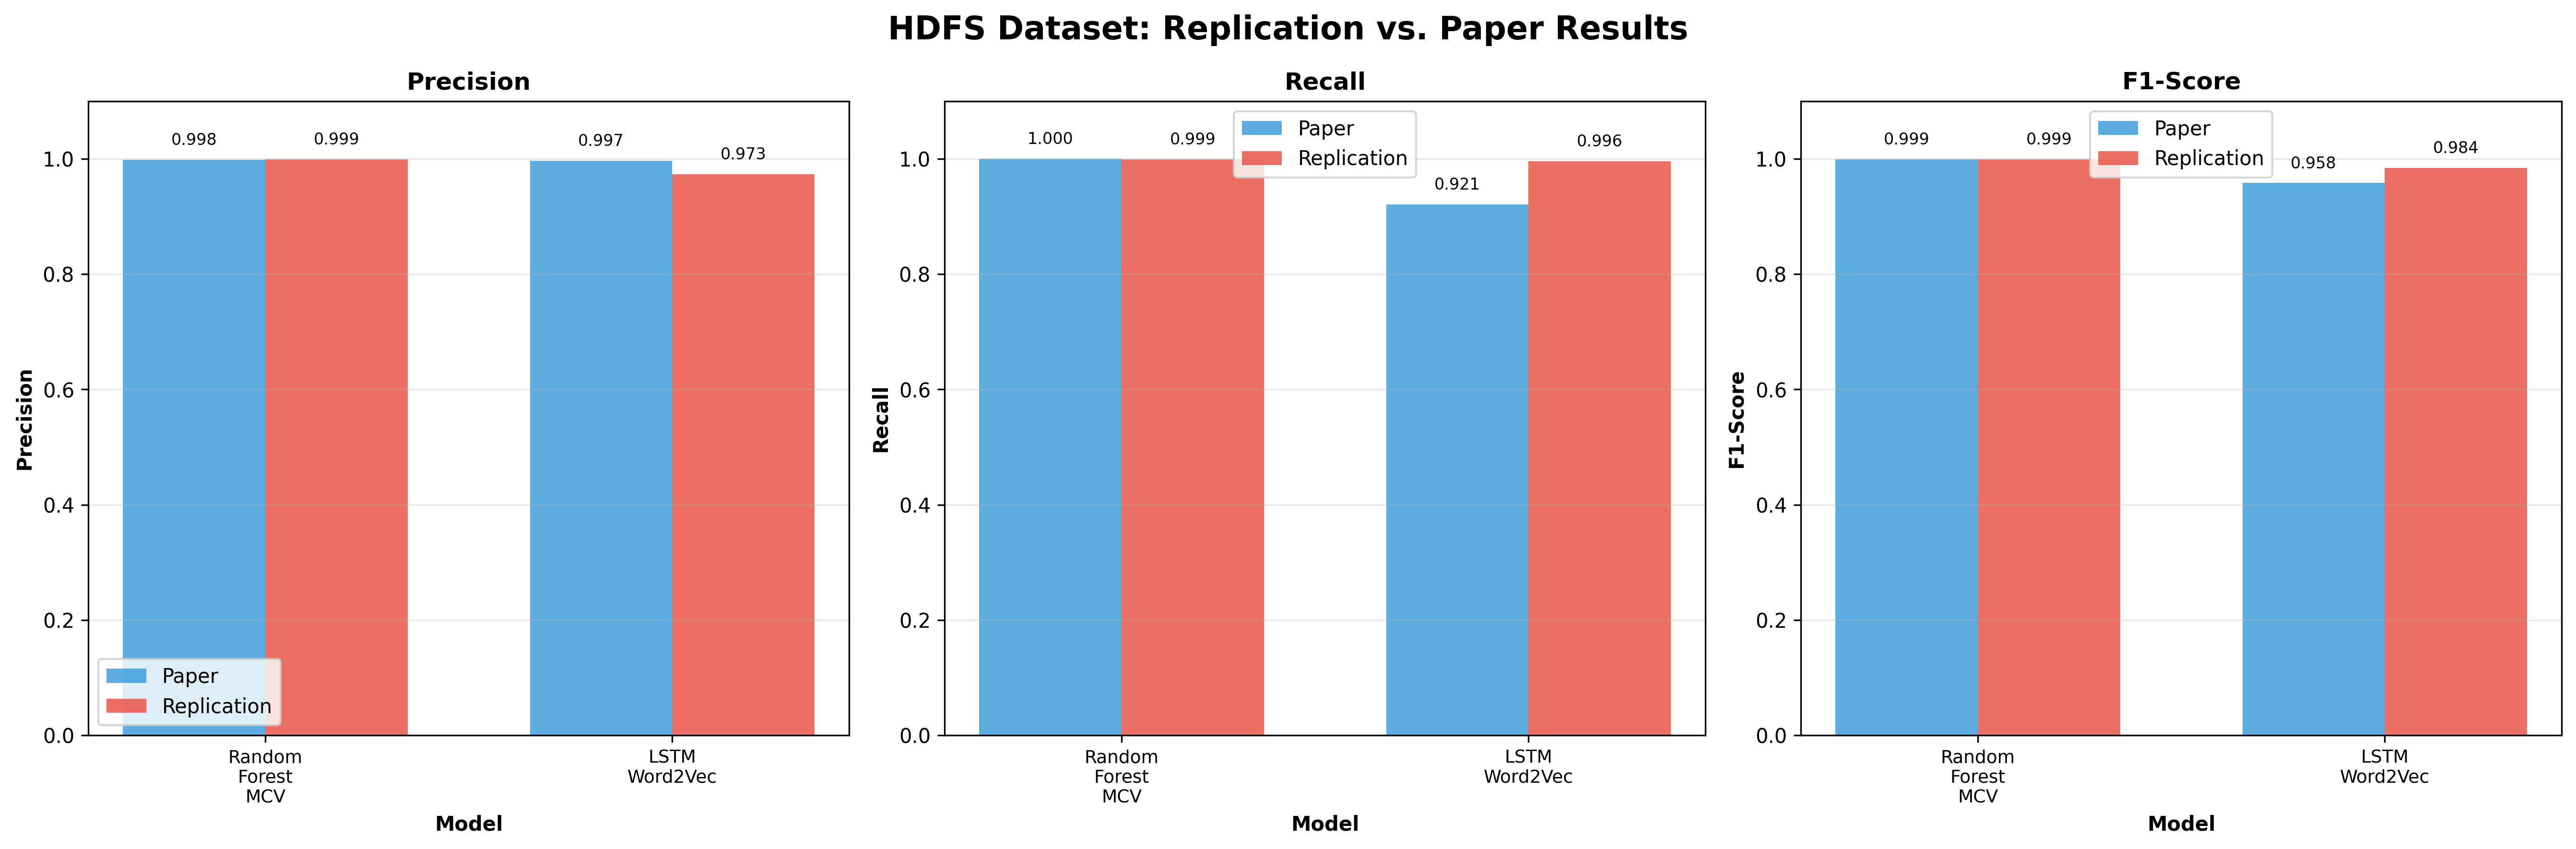 HDFS Dataset: Replication vs. Paper Results
Precision
0.998
0.999
0.997
0.973
1.0
0.8
0.6
0.4
0.2
0.0
Precision
Paper
Replication
Random
Forest
MCV
LSTM
Word2Vec
Model
Recall
1.000
0.999
0.921
0.996
Paper
Replication
1.0
0.8
0.6
0.4
0.2
0.0
Recall
Random
Forest
MCV
LSTM
Word2Vec
Model
F1-Score
0.999
0.999
0.958
0.984
Paper
Replication
1.0
0.8
0.6
0.4
0.2
0.0
F1-Score
Random
Forest
MCV
LSTM
Word2Vec
Model